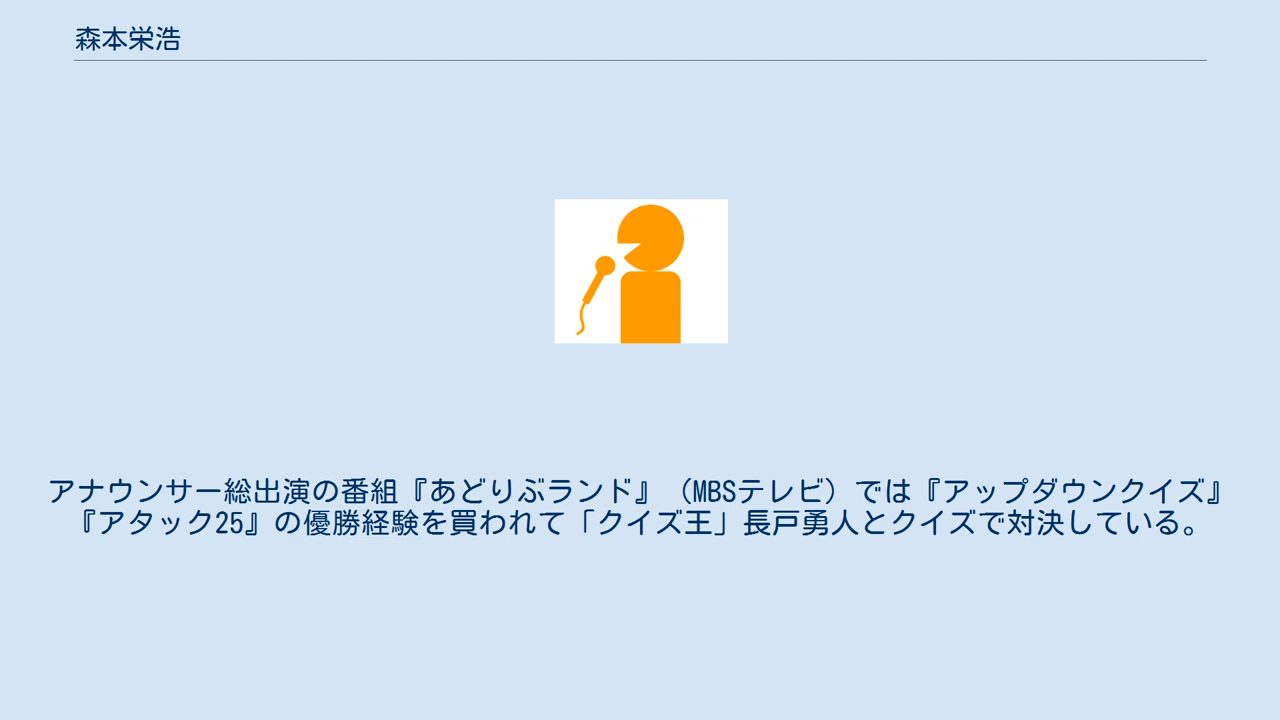 森本栄浩
アナウンサー総出演の番組『あどりぶランド』（MBSテレビ）では『アップダウンクイズ』
『アタック25』の優勝経験を買われて「クイズ王」長戸勇人とクイズで対決している。